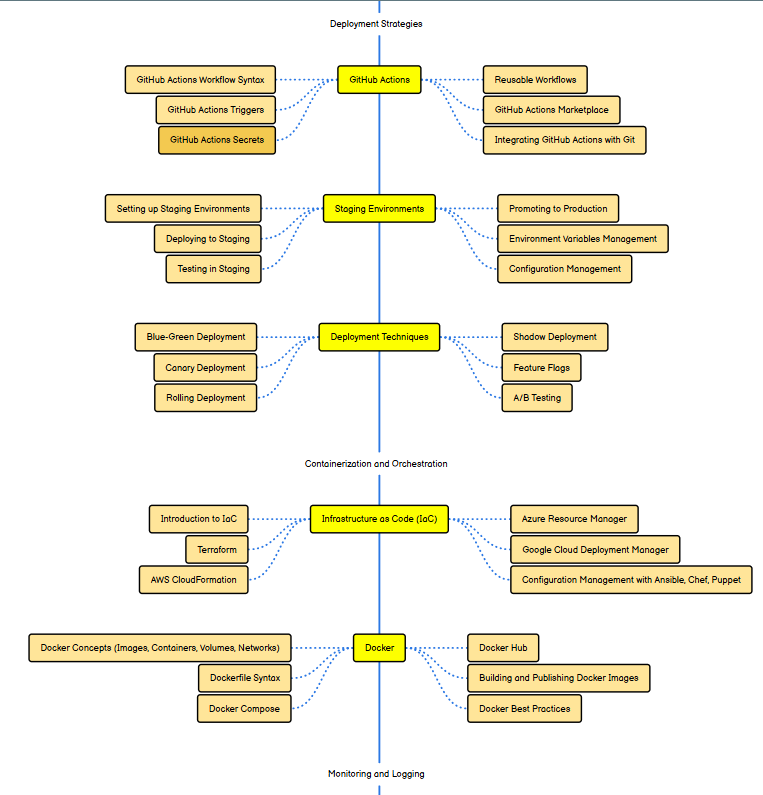 Deployment Strategies
GitHub Actions Workflow Syntax
GitHub Actions Triggers
GitHub Actions Secrets
GitHub Actions
Reusable Workflows
GitHub Actions Marketplace
Integrating GitHub Actions with Git
Setting up Staging Environments
Deploying to Staging
Testing in Staging
Staging Environments
Promoting to Production
Environment Variables Management
Configuration Management
Blue-Green Deployment
Canary Deployment
Rolling Deployment
Deployment Techniques
Shadow Deployment
Feature Flags
A/B Testing
Containerization and Orchestration
Introduction to IaC
Terraform
AWS CloudFormation
Infrastructure as Code (IaC)
Azure Resource Manager
Google Cloud Deployment Manager
Configuration Management with Ansible, Chef, Puppet
Docker Concepts (Images, Containers, Volumes, Networks)
Dockerfile Syntax
Docker Compose
Docker
Docker Hub
Building and Publishing Docker Images
Docker Best Practices
Monitoring and Logging